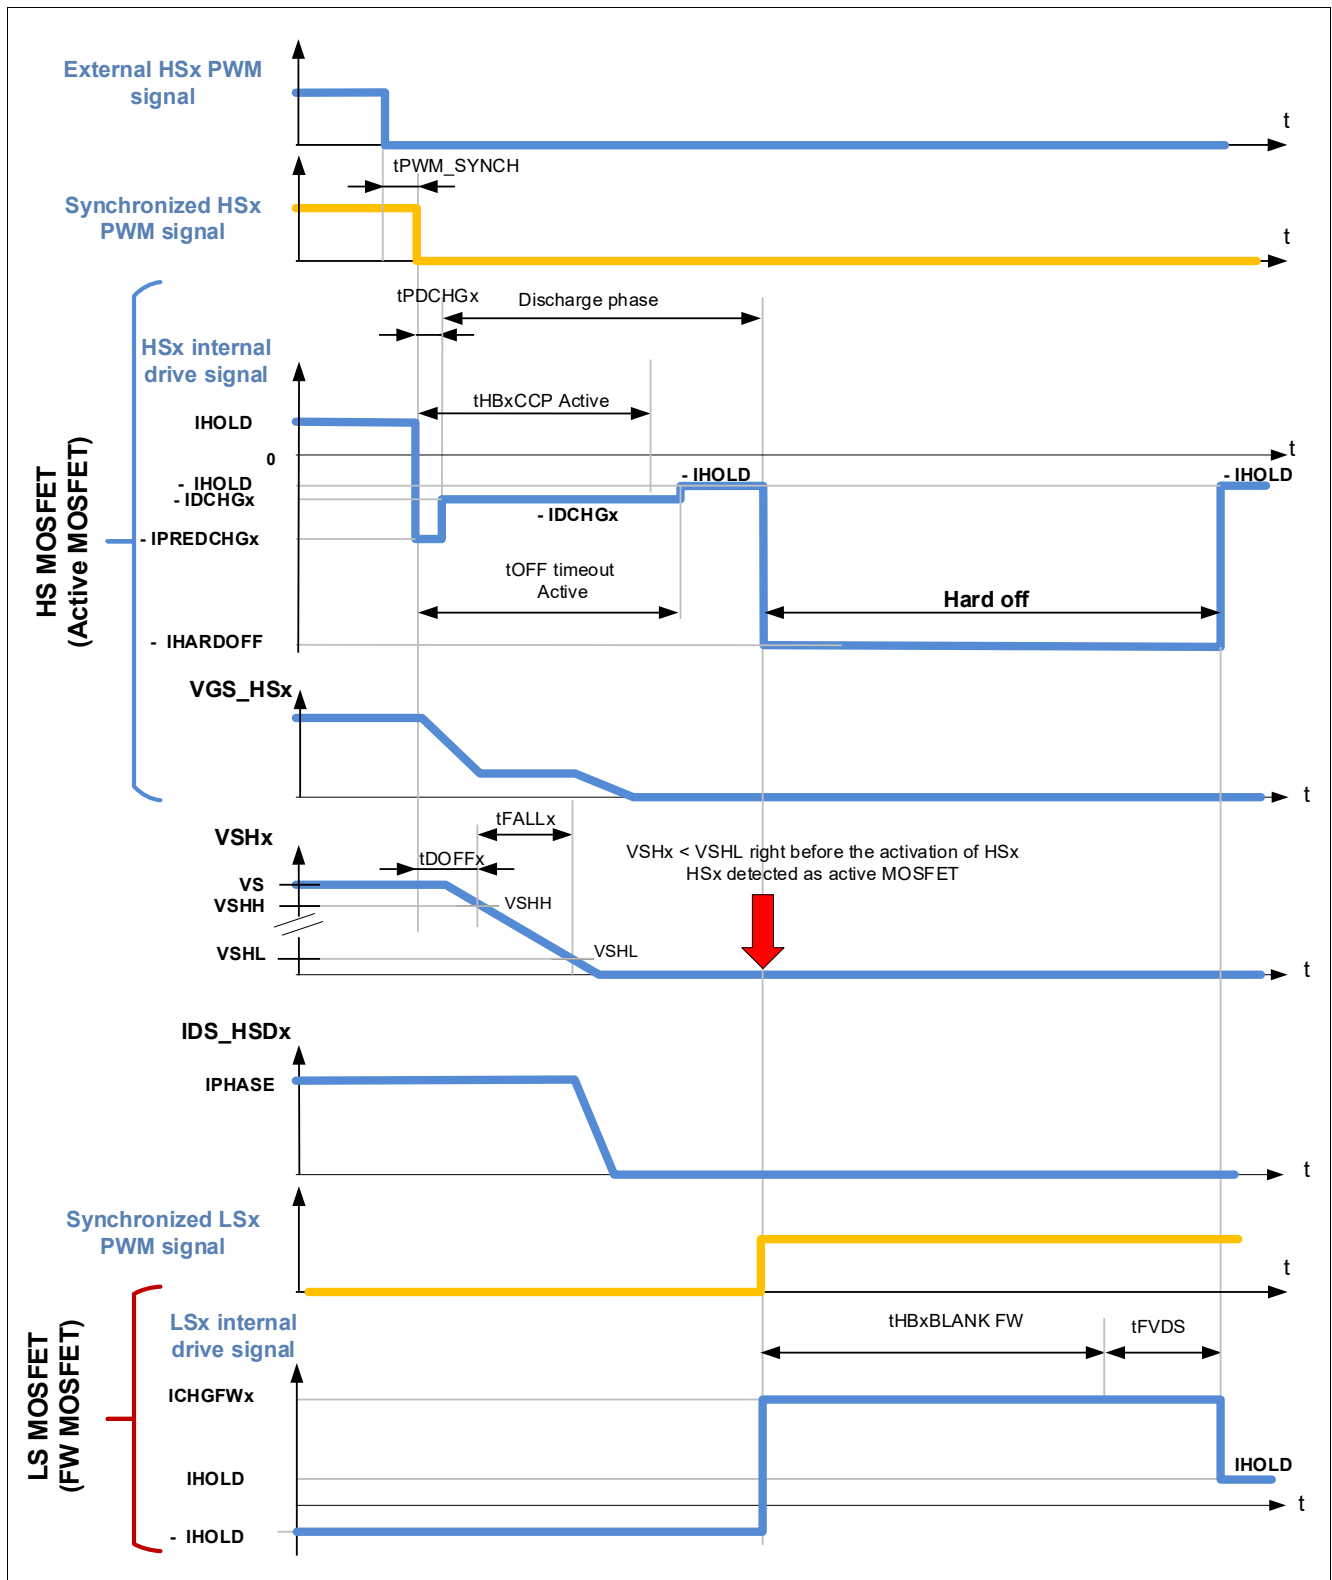 External HSx PWM
signal
t
tPWM_SYNCH
Synchronized HSx
PWM signal
t
tPDCHGx
Discharge phase
HSx internal
drive signal
tHBxCCP Active
IHOLD
t
0
- IHOLD
- IHOLD
- IHOLD
- IDCHGx
- IDCHGx
- IPREDCHGx
tOFF timeout
Active
Hard off
- IHARDOFF
HS MOSFET
(Active MOSFET)
VGS_HSx
t
tFALLx
VSHx
tDOFFx
VSHx < VSHL right before the activation of HSx
HSx detected as active MOSFET
VS
VSHH
VSHH
VSHL
VSHL
t
IDS_HSDx
IPHASE
t
Synchronized LSx
PWM signal
t
LSx internal
drive signal
tHBxBLANK FW
tFVDS
ICHGFWx
LS MOSFET
(FW MOSFET)
IHOLD
IHOLD
t
- IHOLD